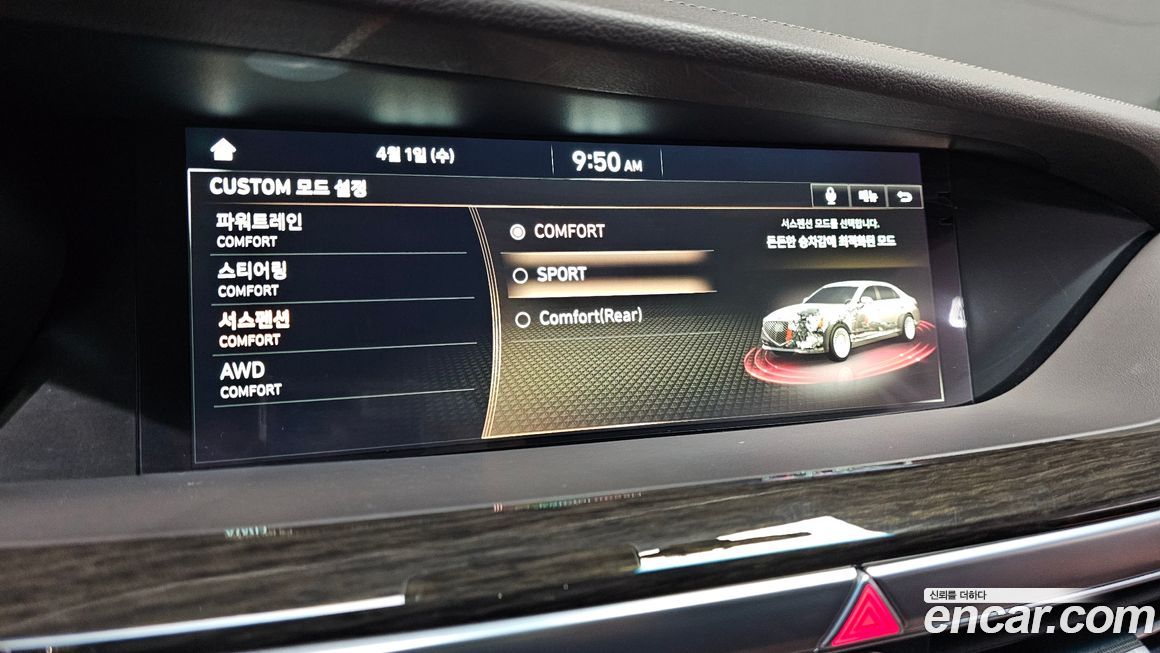 4월 1일 (수)
9:50 AM
CUSTOM 모드 설정
메뉴
파워트레인
COMFORT
스티어링
COMFORT
서스펜션
COMFORT
AWD
COMFORT
COMFORT
SPORT
Comfort(Rear)
서스펜션 모드를 선택합니다.
든든한 승차감에 최적화된 모드
신뢰를 더하다
encar.com